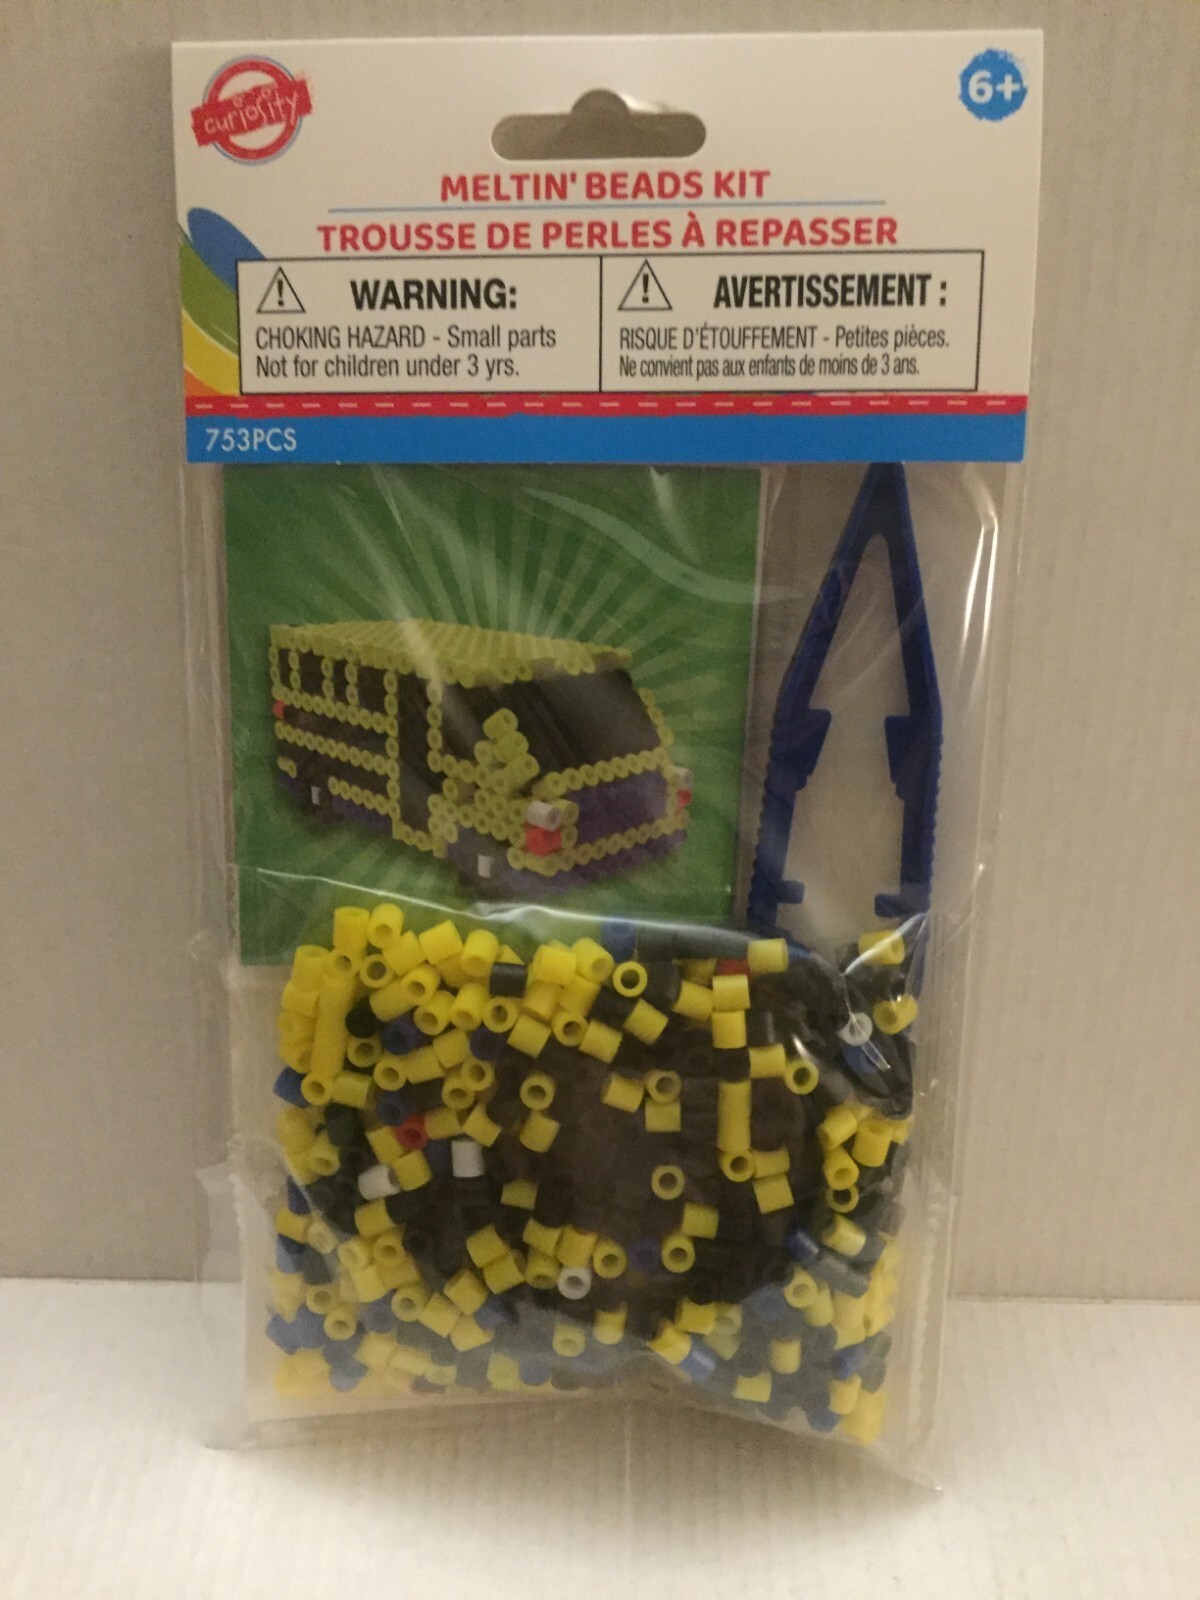 curiosity
6+
MELTIN' BEADS KIT
TROUSSE DE PERLES À REPASSER
! WARNING:
CHOKING HAZARD - Small parts
Not for children under 3 yrs.
! AVERTISSEMENT :
RISQUE D'ÉTOUFFEMENT - Petites pièces.
Ne convient pas aux enfants de moins de 3 ans.
753PCS